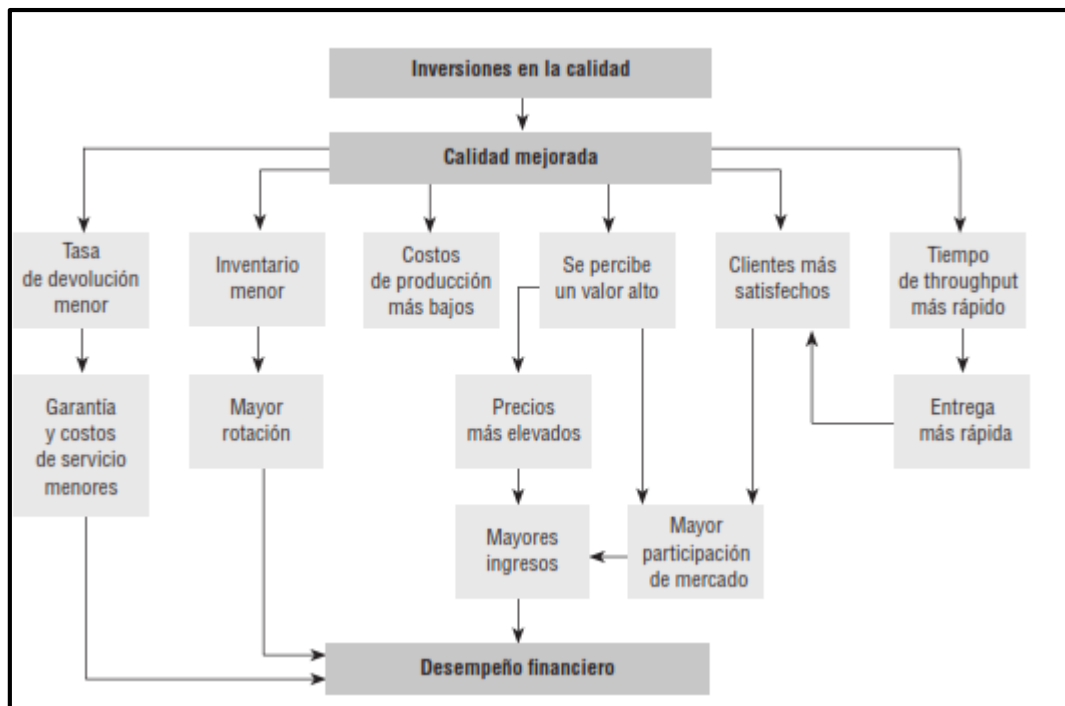 Inversiones en la calidad
Calidad mejorada
Tasa
de devolución
menor
Inventario
menor
Costos
de producción
más bajos
Se percibe
un valor alto
Clientes más
satisfechos
Tiempo
de throughput
más rápido
Garantía
y costos
de servicio
menores
Mayor
rotación
Precios
más elevados
Entrega
más rápida
Mayores
ingresos
Mayor
participación
de mercado
Desempeño financiero